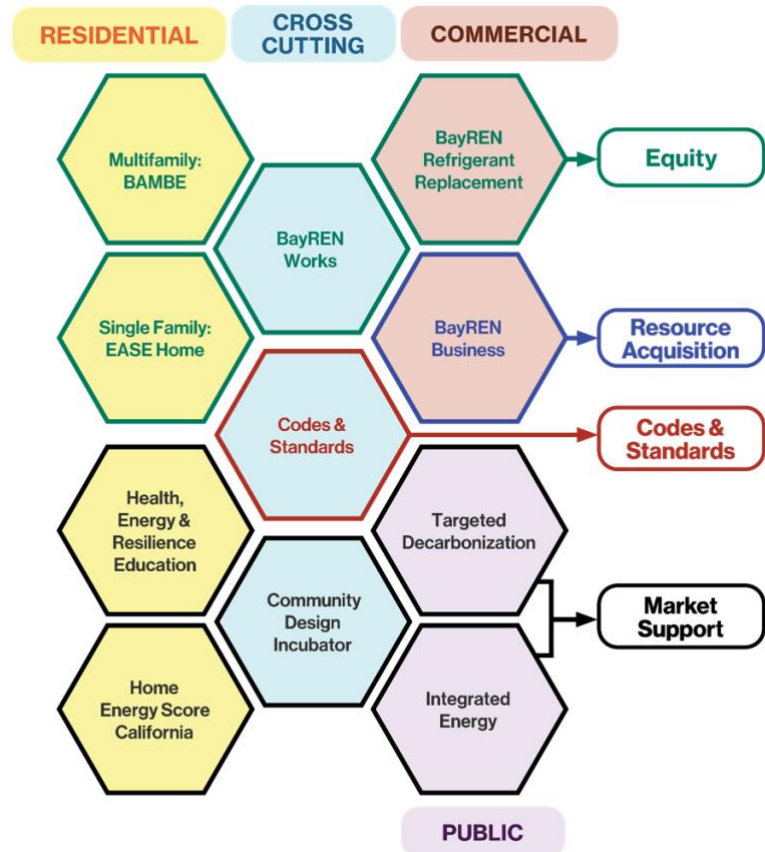 RESIDENTIAL
CROSS
CUTTING
COMMERCIAL
Multifamily:
BAMBE
BayREN
Refrigerant
Replacement
Equity
BayREN
Works
Single Family:
EASE Home
BayREN
Business
Resource
Acquisition
Codes &
Standards
Codes &
Standards
Health,
Energy &
Resilience
Education
Targeted
Decarbonization
Community
Design
Incubator
Market
Support
Home
Energy Score
California
Integrated
Energy
PUBLIC